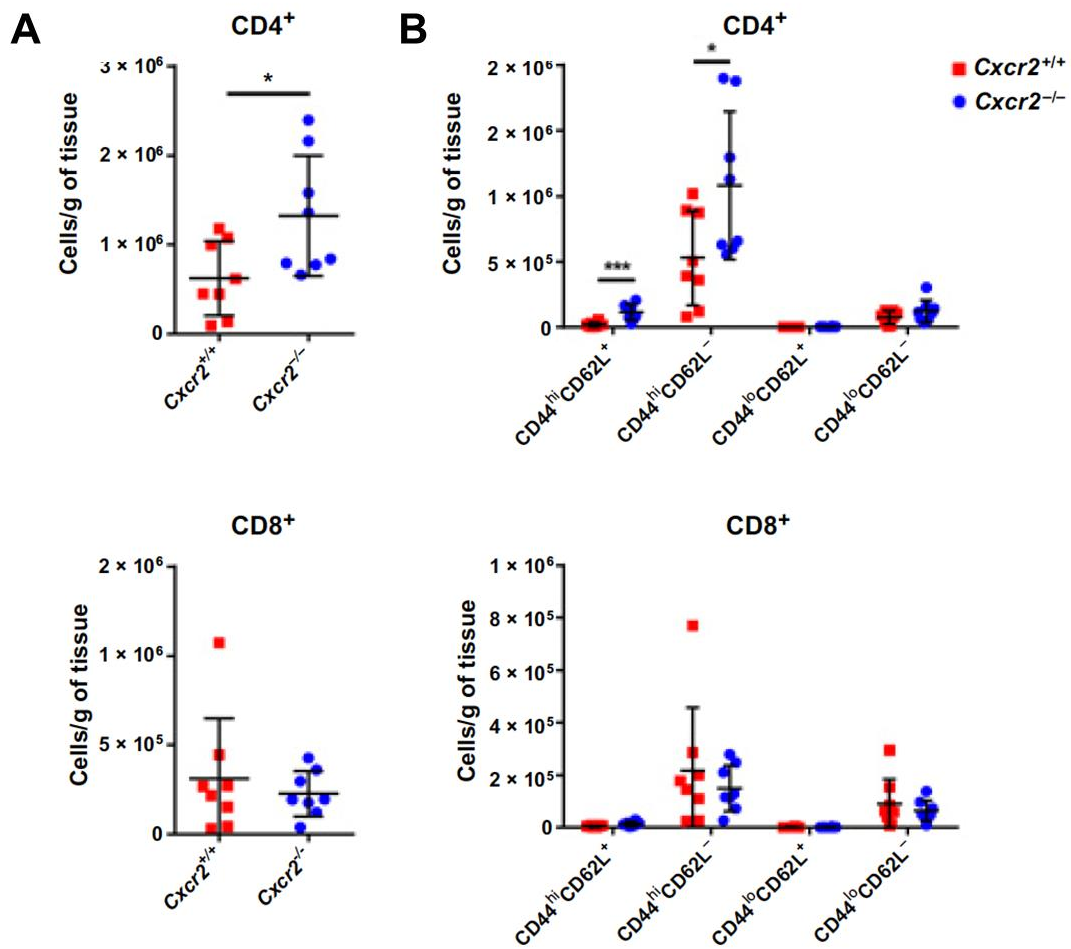 A
B
CD4⁺
CD4⁺
Cells/g of tissue
3 × 10⁶
2 × 10⁶
1 × 10⁶
0
*
Cxcr2⁺/⁺
Cxcr2⁻/⁻
Cells/g of tissue
2 × 10⁶
2 × 10⁶
1 × 10⁶
5 × 10⁵
0
***
*
CD44ʰⁱCD62L⁺
CD44ʰⁱCD62L⁻
CD44ˡᵒCD62L⁺
CD44ˡᵒCD62L⁻
Cxcr2⁺/⁺
Cxcr2⁻/⁻
CD8⁺
CD8⁺
Cells/g of tissue
2 × 10⁶
1 × 10⁶
5 × 10⁵
0
Cxcr2⁺/⁺
Cxcr2⁻/⁻
Cells/g of tissue
1 × 10⁶
8 × 10⁵
6 × 10⁵
4 × 10⁵
2 × 10⁵
0
CD44ʰⁱCD62L⁺
CD44ʰⁱCD62L⁻
CD44ˡᵒCD62L⁺
CD44ˡᵒCD62L⁻